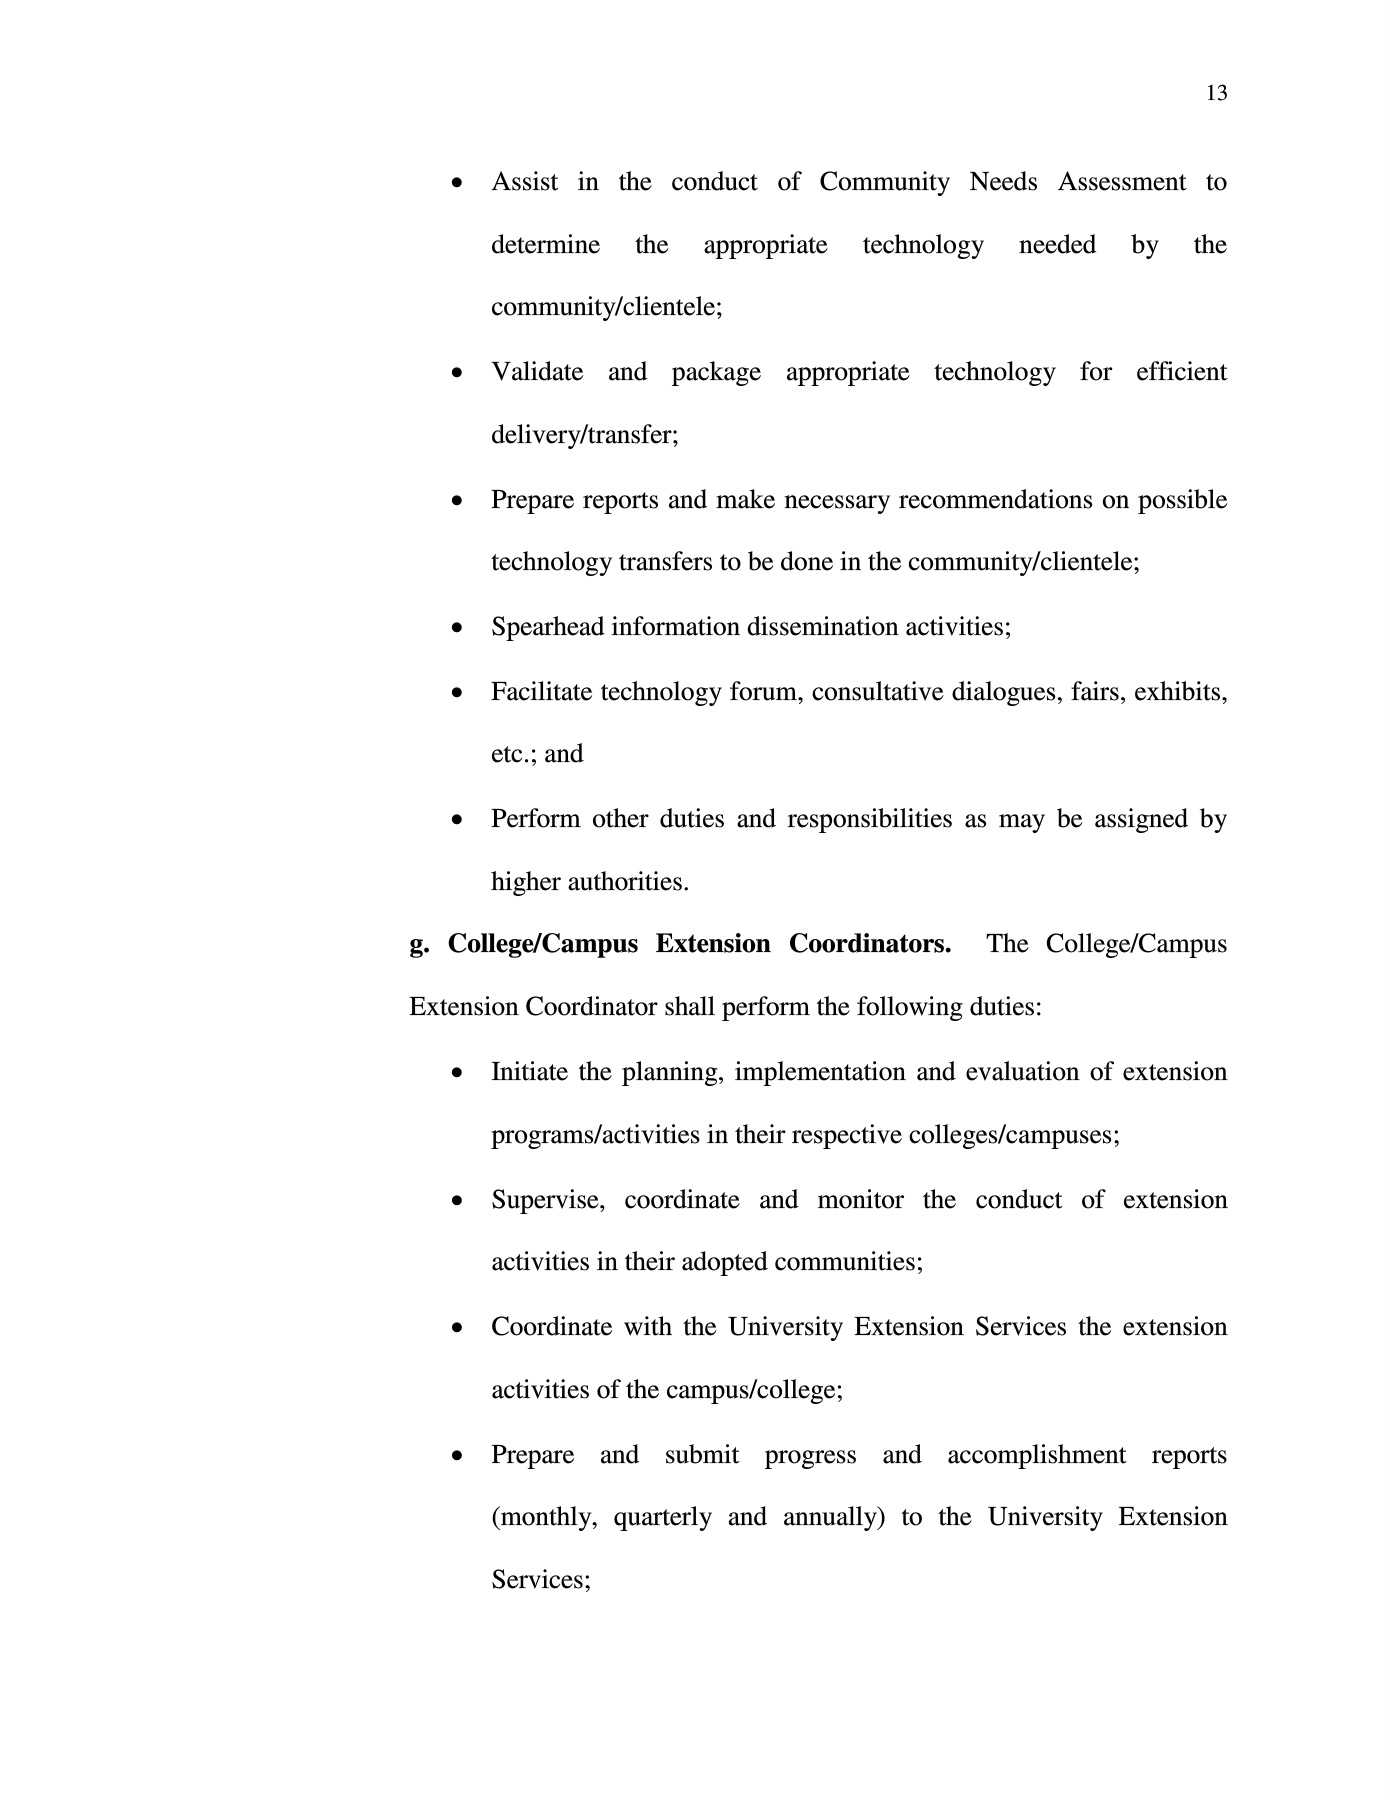 13
• Assist in the conduct of Community Needs Assessment to
determine the appropriate technology needed by the
community/clientele;
• Validate and package appropriate technology for efficient
delivery/transfer;
• Prepare reports and make necessary recommendations on possible
technology transfers to be done in the community/clientele;
• Spearhead information dissemination activities;
• Facilitate technology forum, consultative dialogues, fairs, exhibits,
etc.; and
• Perform other duties and responsibilities as may be assigned by
higher authorities.
g. College/Campus Extension Coordinators. The College/Campus
Extension Coordinator shall perform the following duties:
• Initiate the planning, implementation and evaluation of extension
programs/activities in their respective colleges/campuses;
• Supervise, coordinate and monitor the conduct of extension
activities in their adopted communities;
• Coordinate with the University Extension Services the extension
activities of the campus/college;
• Prepare and submit progress and accomplishment reports
(monthly, quarterly and annually) to the University Extension
Services;